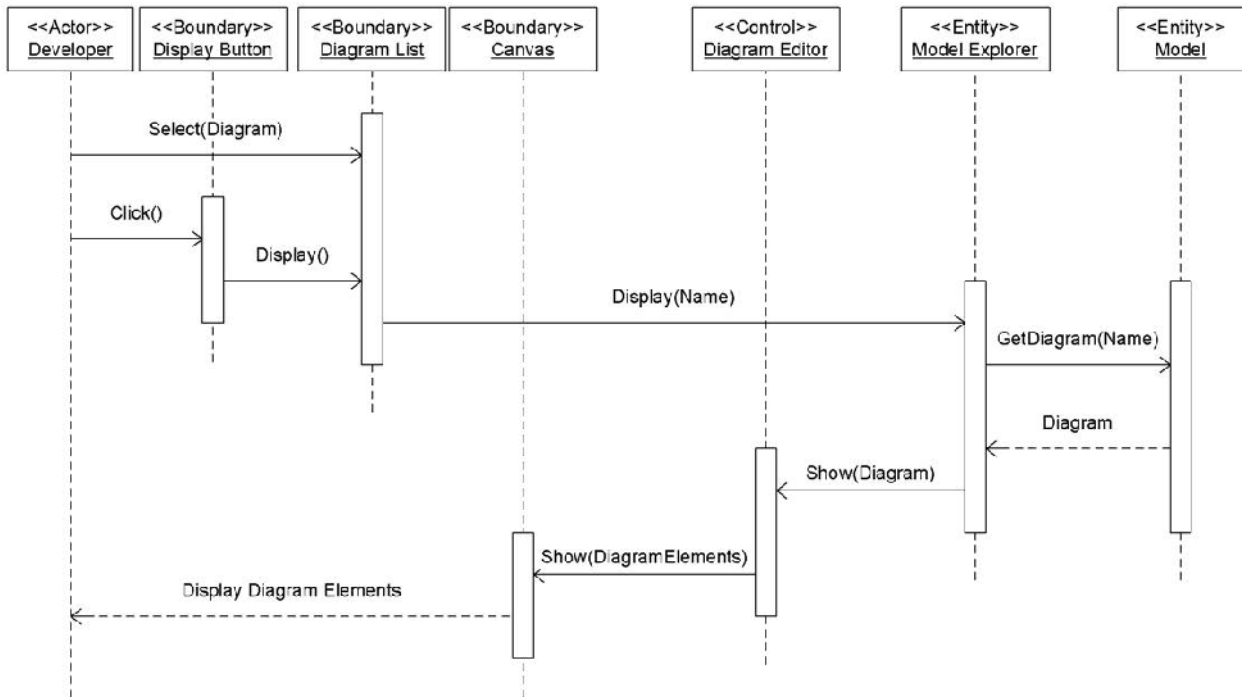 <<Actor>>
Developer
<<Boundary>>
Display Button
<<Boundary>>
Diagram List
<<Boundary>>
Canvas
<<Control>>
Diagram Editor
<<Entity>>
Model Explorer
<<Entity>>
Model
Select(Diagram)
Click()
Display()
Display(Name)
GetDiagram(Name)
Diagram
Show(Diagram)
Show(DiagramElements)
Display Diagram Elements